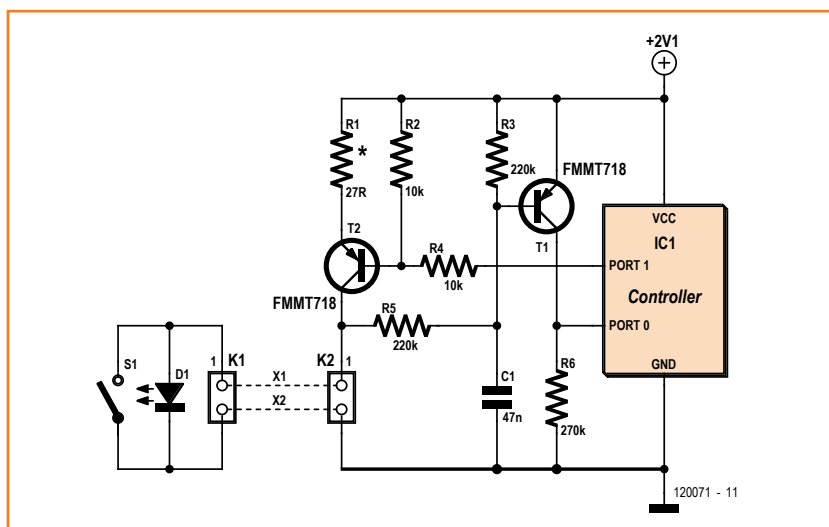 +2V1
R1
*
27R
R2
10k
R3
220k
FMMT718
T1
T2
FMMT718
R4
10k
R5
220k
VCC
IC1
PORT 1
Controller
PORT 0
GND
S1
D1
1
K1
X1
X2
K2
1
C1
47n
R6
270k
120071 - 11